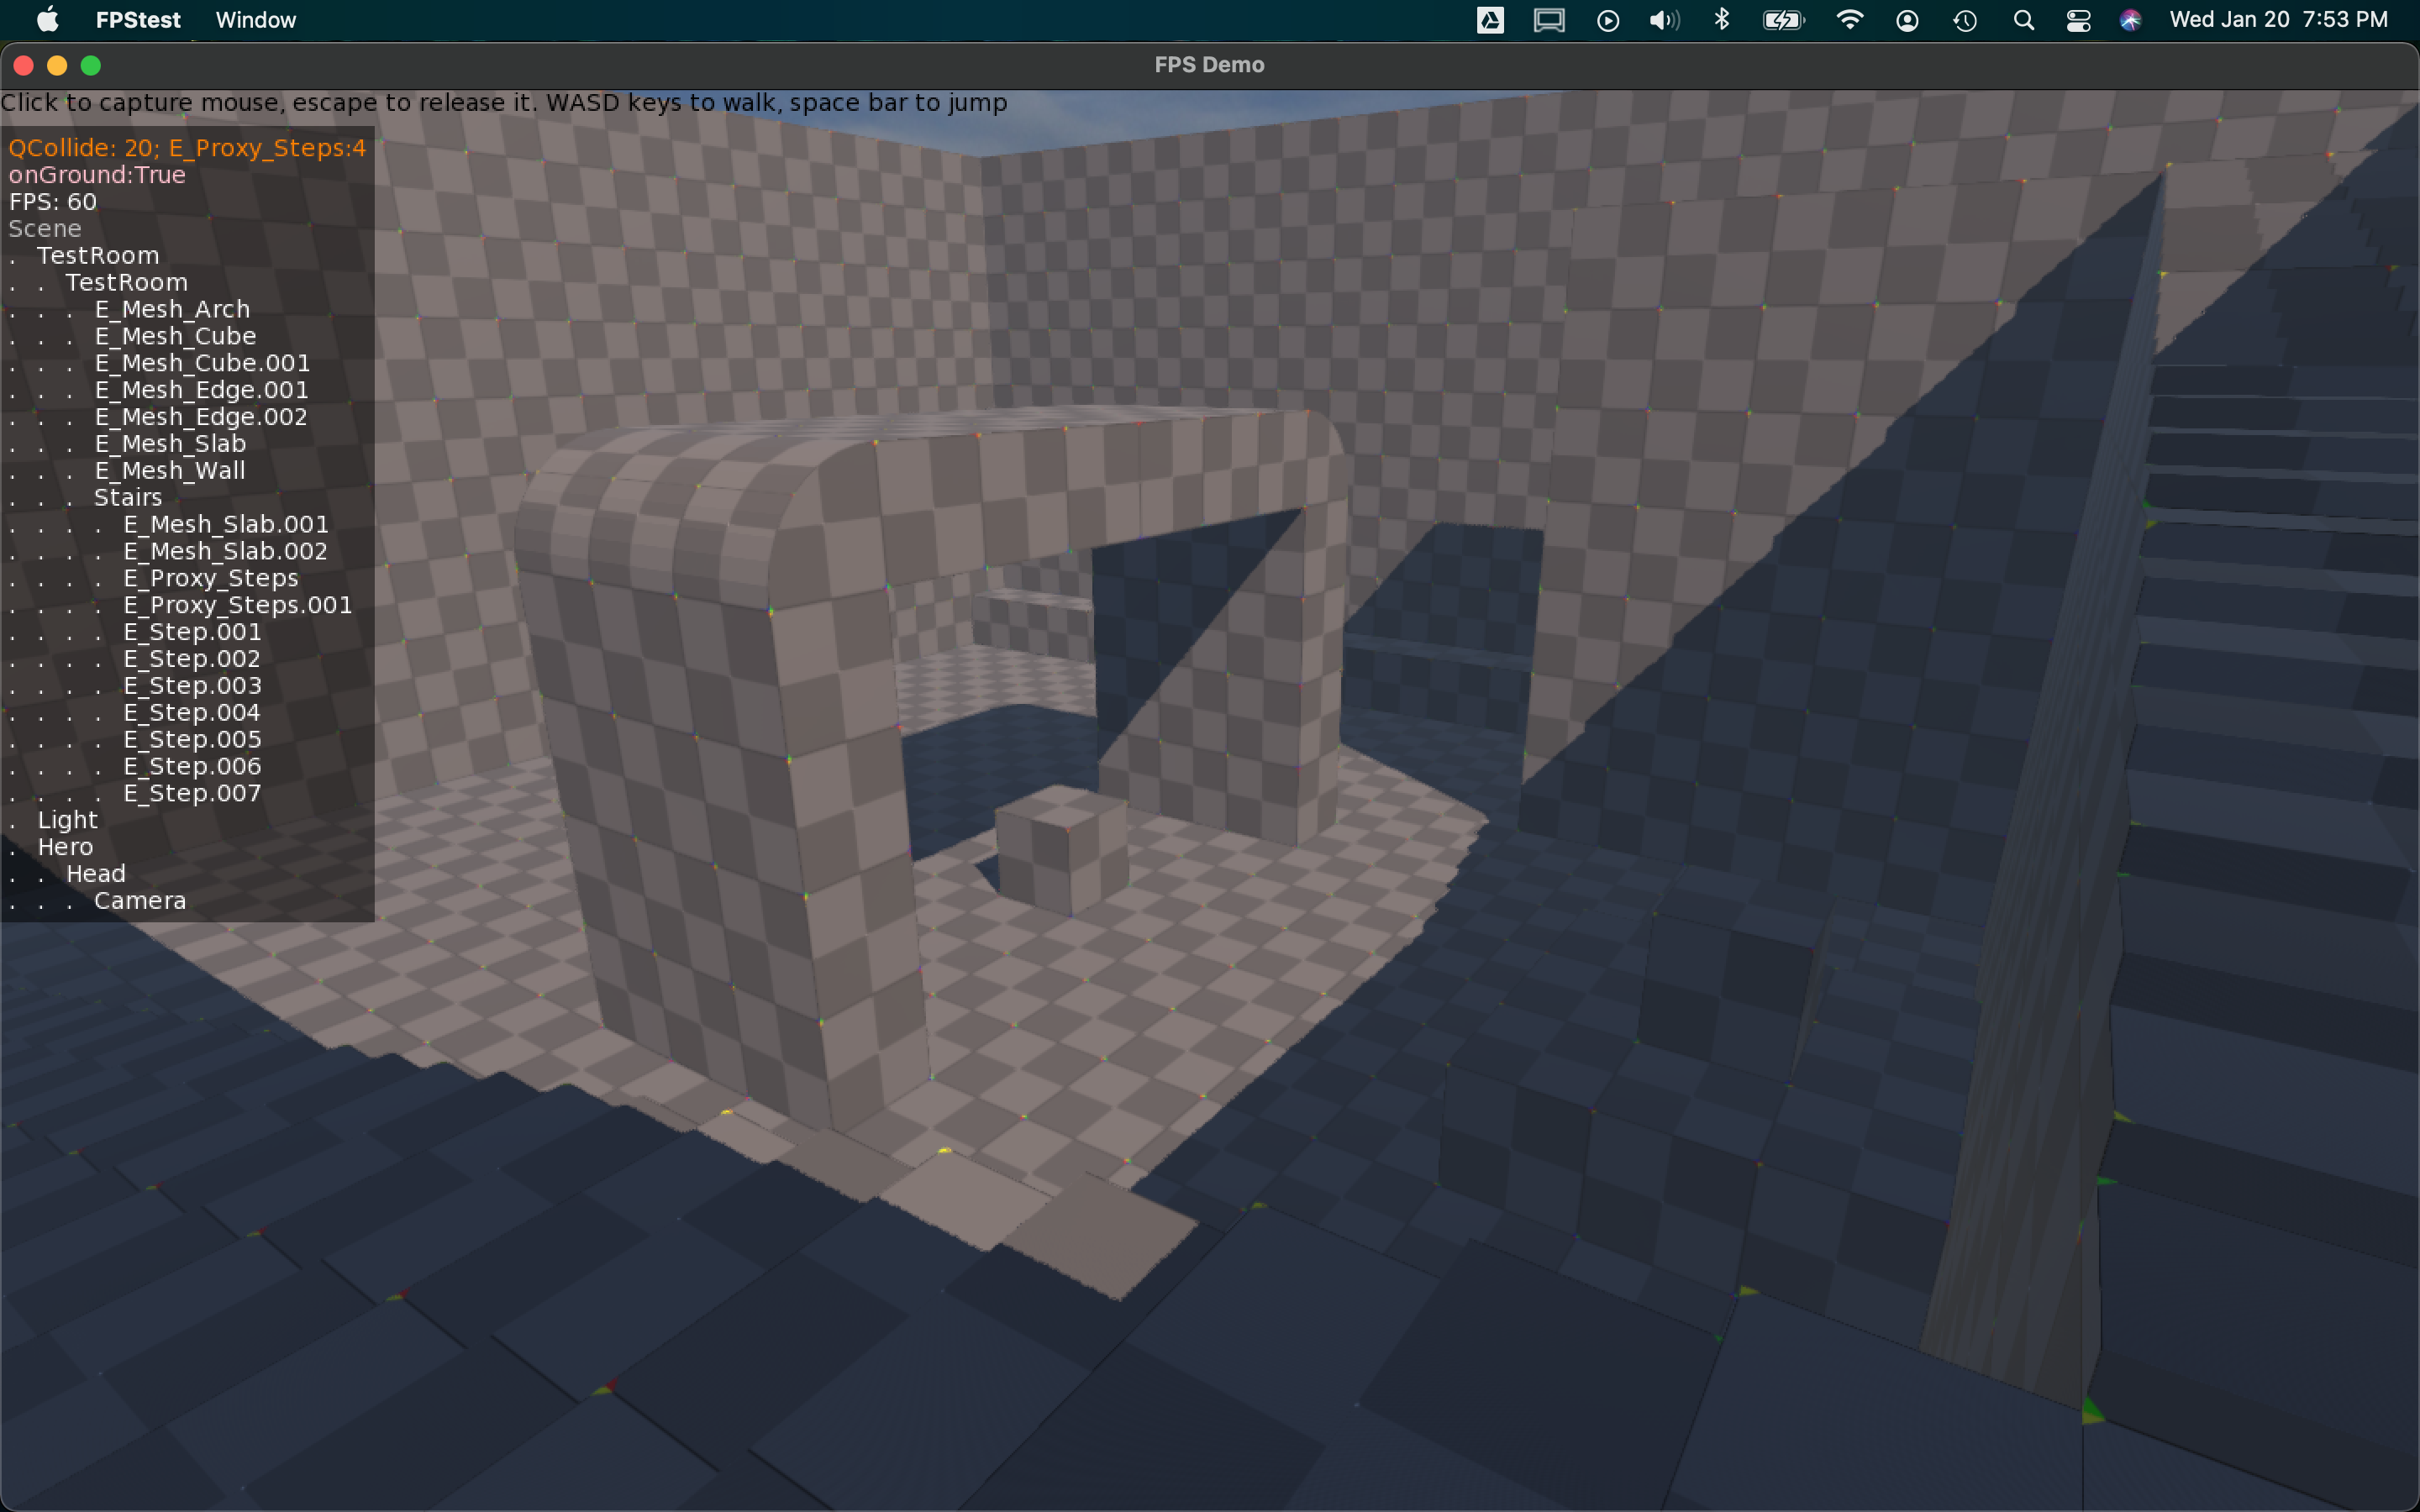 FPStest Window Wed Jan 20 7:53 PM
FPS Demo
Click to capture mouse, escape to release it. WASD keys to walk, space bar to jump
QCollide: 20; E_Proxy_Steps:4
onGround:True
FPS: 60
Scene
. TestRoom
. . TestRoom
. . . E_Mesh_Arch
. . . E_Mesh_Cube
. . . E_Mesh_Cube.001
. . . E_Mesh_Edge.001
. . . E_Mesh_Edge.002
. . . E_Mesh_Slab
. . . E_Mesh_Wall
. . . Stairs
. . . . E_Mesh_Slab.001
. . . . E_Mesh_Slab.002
. . . . E_Proxy_Steps
. . . . E_Proxy_Steps.001
. . . . E_Step.001
. . . . E_Step.002
. . . . E_Step.003
. . . . E_Step.004
. . . . E_Step.005
. . . . E_Step.006
. . . . E_Step.007
. Light
. Hero
. . Head
. . . Camera